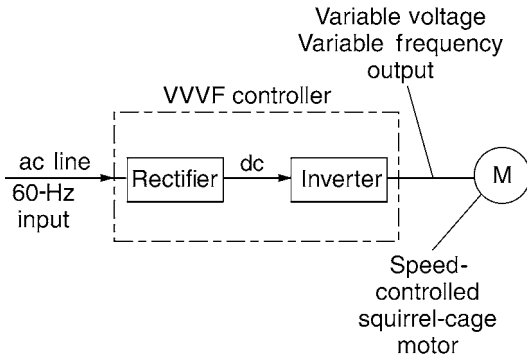 Variable voltage
Variable frequency
output
VVVF controller
ac line
60-Hz
input
Rectifier
dc
Inverter
M
Speed-
controlled
squirrel-cage
motor